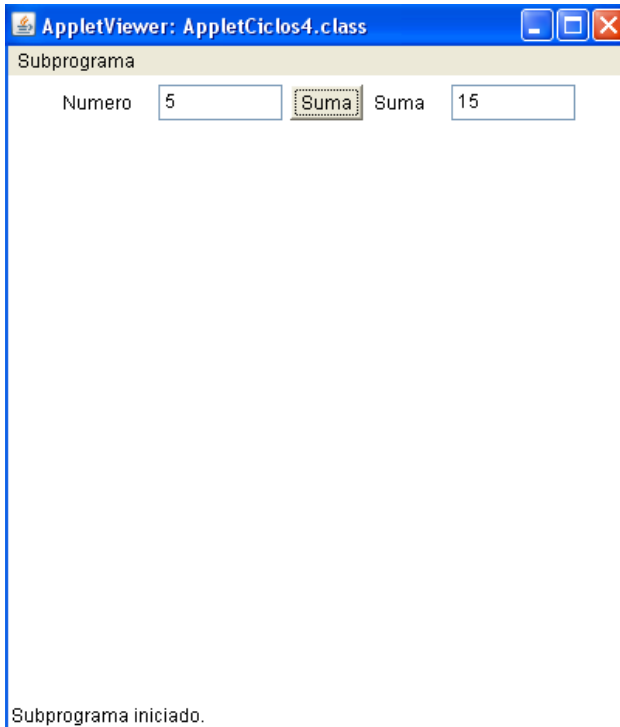 AppletViewer: AppletCiclos4.class
Subprograma
Numero 5 Suma Suma 15
Subprograma iniciado.